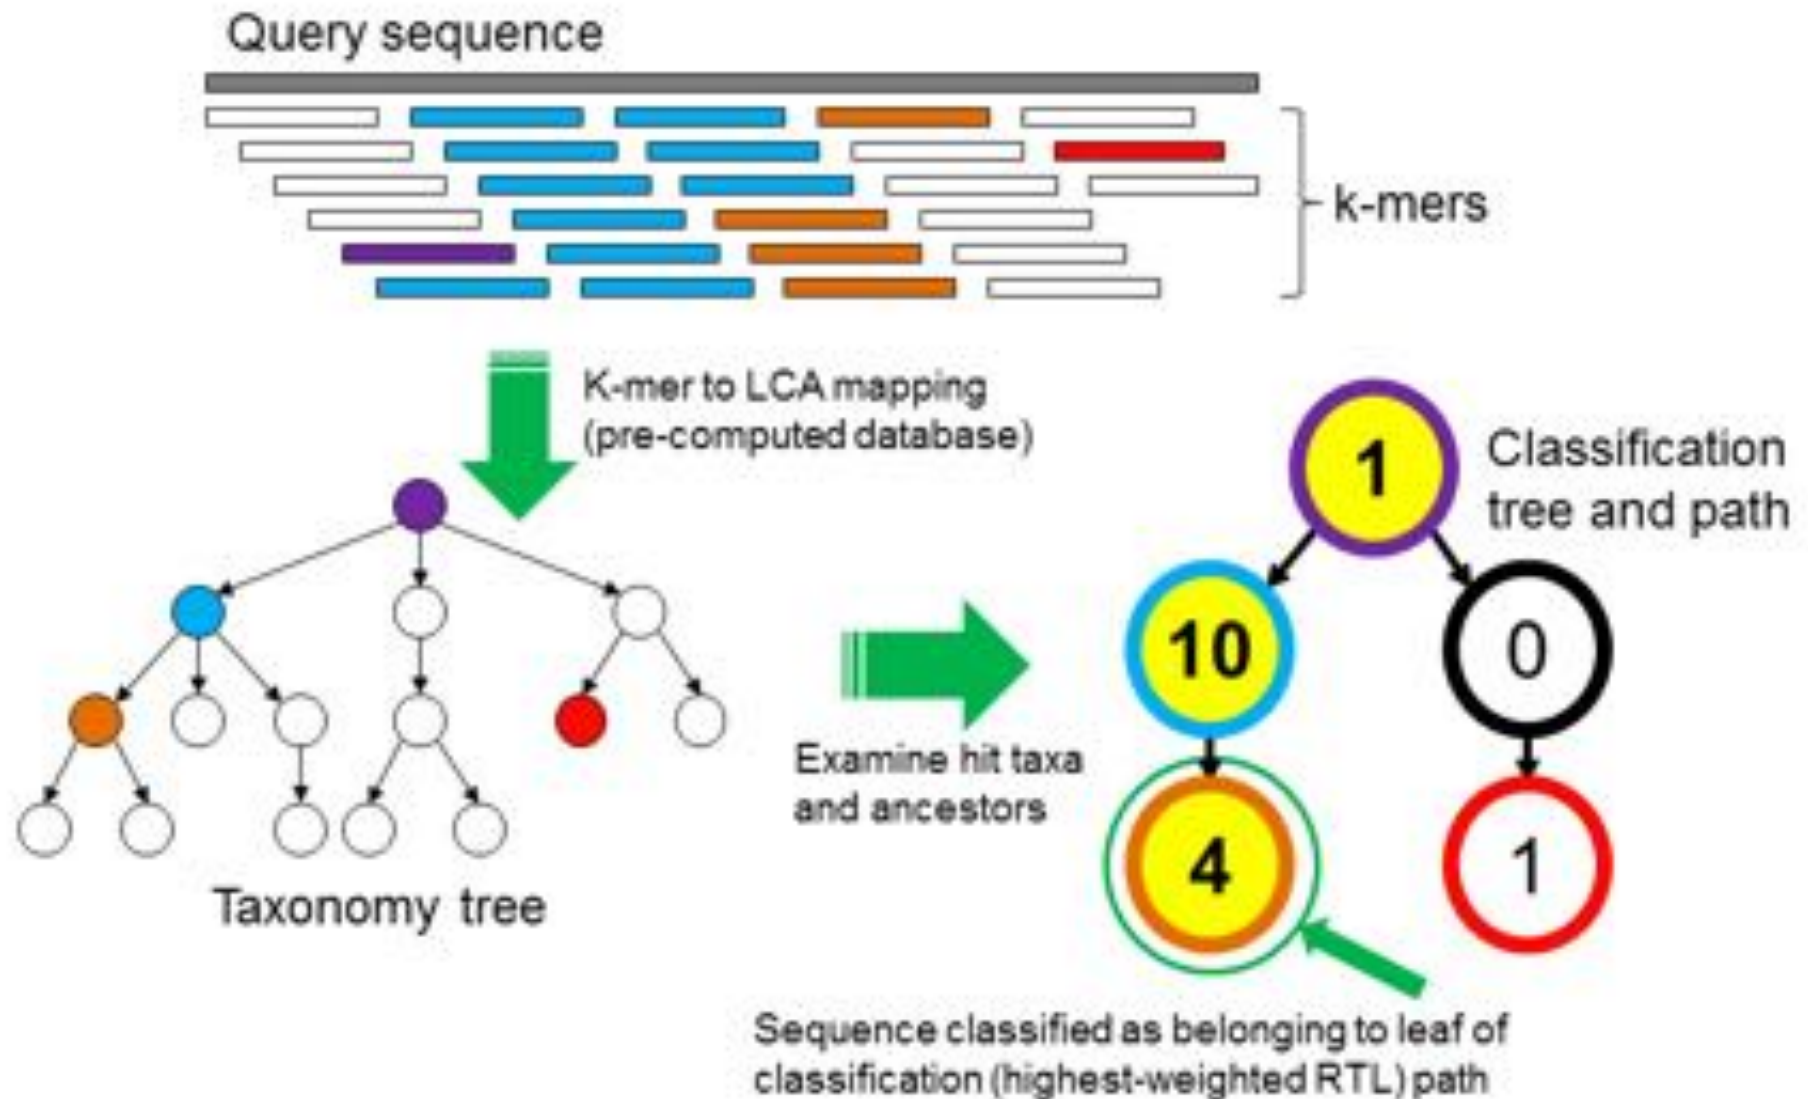 Query sequence
k-mers
K-mer to LCA mapping
(pre-computed database)
Classification
tree and path
1
10
0
4
1
Examine hit taxa
and ancestors
Taxonomy tree
Sequence classified as belonging to leaf of
classification (highest-weighted RTL) path